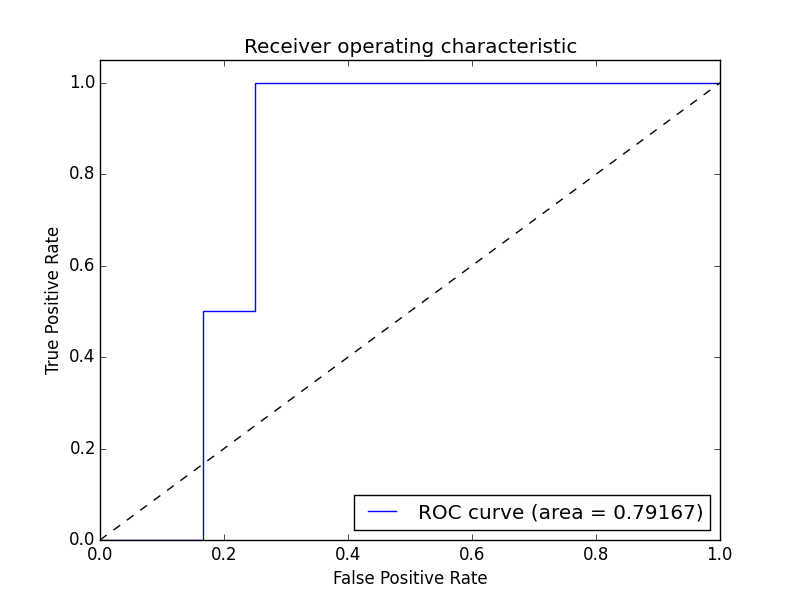 Receiver operating characteristic
1.0
0.8
0.6
0.4
0.2
0.0
True Positive Rate
ROC curve (area = 0.79167)
0.0 0.2 0.4 0.6 0.8 1.0
False Positive Rate